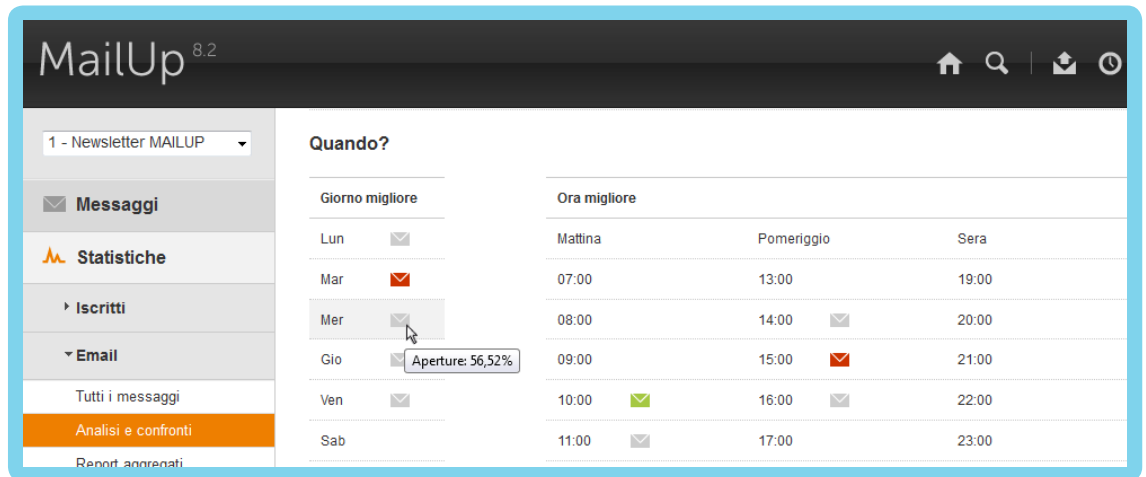 MailUp 8.2
1 - Newsletter MAILUP
Messaggi
Statistiche
Iscritti
Email
Tutti i messaggi
Analisi e confronti
Report aggregati
Quando?
Giorno migliore
Lun
Mar
Mer
Gio
Ven
Sab
Aperture: 56,52%
Ora migliore
Mattina Pomeriggio Sera
07:00 13:00 19:00
08:00 14:00 20:00
09:00 15:00 21:00
10:00 16:00 22:00
11:00 17:00 23:00